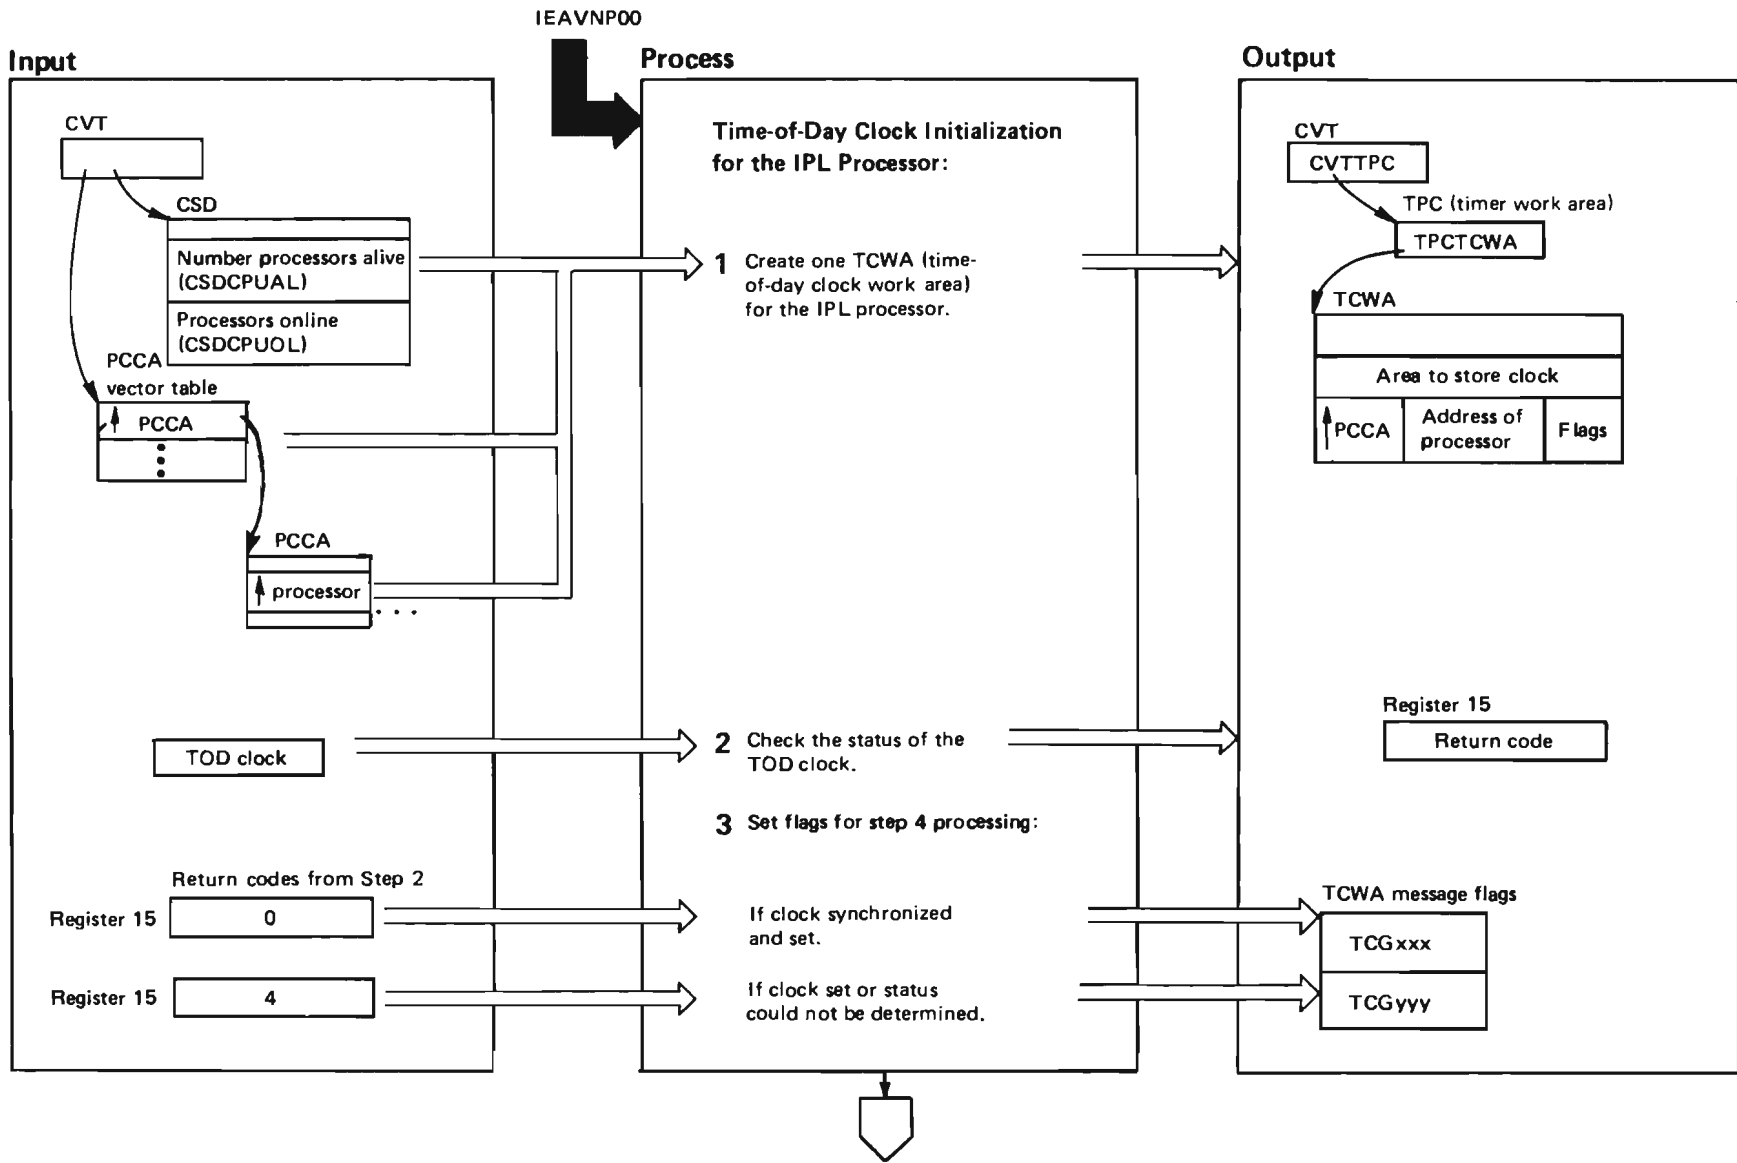 IEAVNP00
Input
Process
Output
CVT
CSD
Number processors alive
(CSDCPUAL)
Processors online
(CSDCPUOL)
PCCA
vector table
PCCA
PCCA
processor
. . .
TOD clock
Return codes from Step 2
Register 15
0
Register 15
4
Time-of-Day Clock Initialization
for the IPL Processor:
1 Create one TCWA (time-
of-day clock work area)
for the IPL processor.
2 Check the status of the
TOD clock.
3 Set flags for step 4 processing:
If clock synchronized
and set.
If clock set or status
could not be determined.
CVT
CVTTPC
TPC (timer work area)
TPCTCWA
TCWA
Area to store clock
PCCA
Address of
processor
Flags
Register 15
Return code
TCWA message flags
TCGxxx
TCGyyy